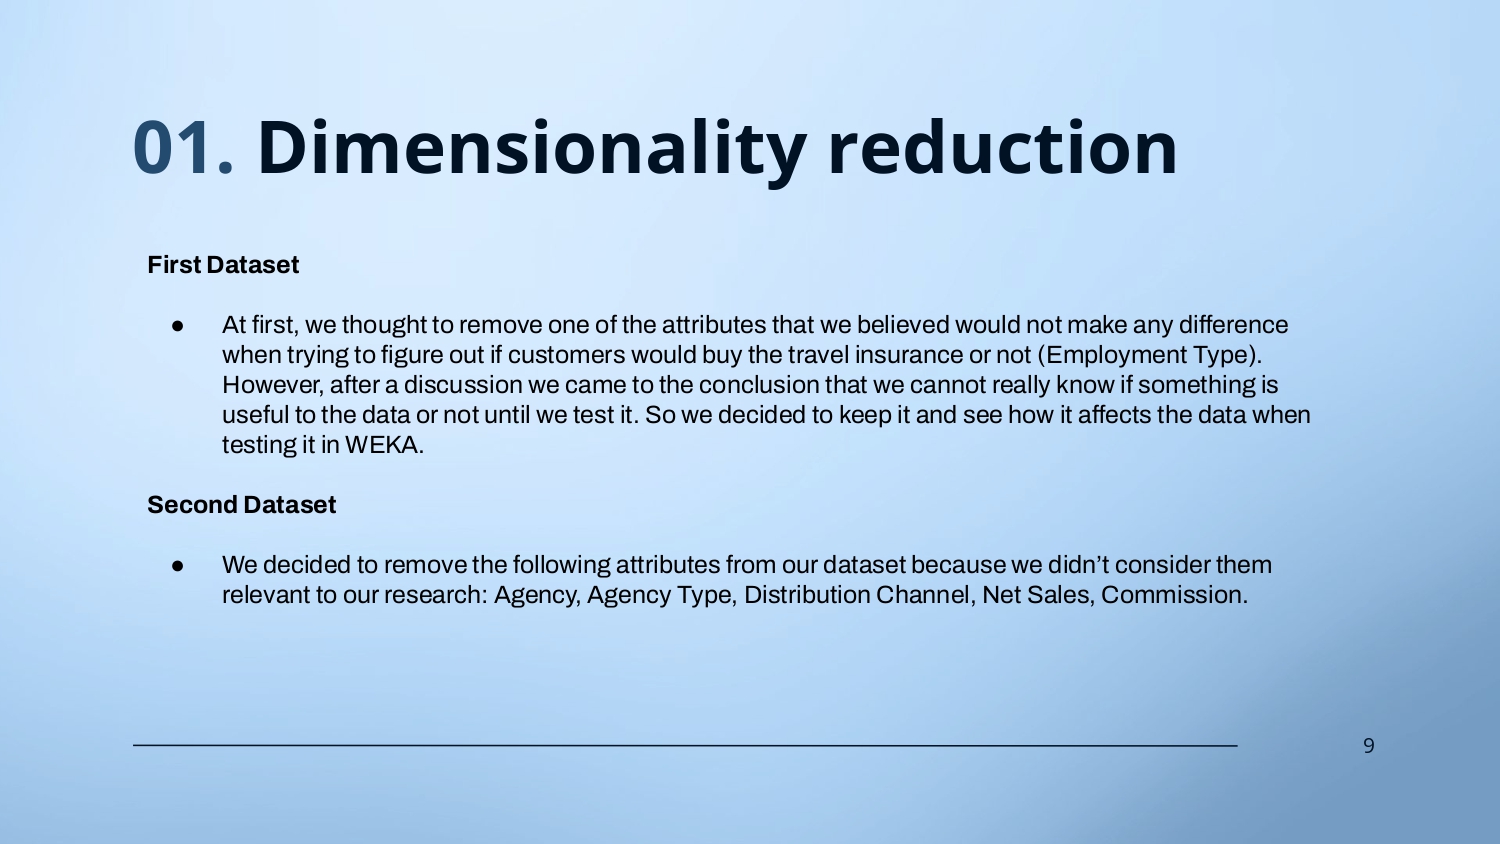 01. Dimensionality reduction
First Dataset
● At first, we thought to remove one of the attributes that we believed would not make any difference
when trying to figure out if customers would buy the travel insurance or not (Employment Type).
However, after a discussion we came to the conclusion that we cannot really know if something is
useful to the data or not until we test it. So we decided to keep it and see how it affects the data when
testing it in WEKA.
Second Dataset
● We decided to remove the following attributes from our dataset because we didn’t consider them
relevant to our research: Agency, Agency Type, Distribution Channel, Net Sales, Commission.
9